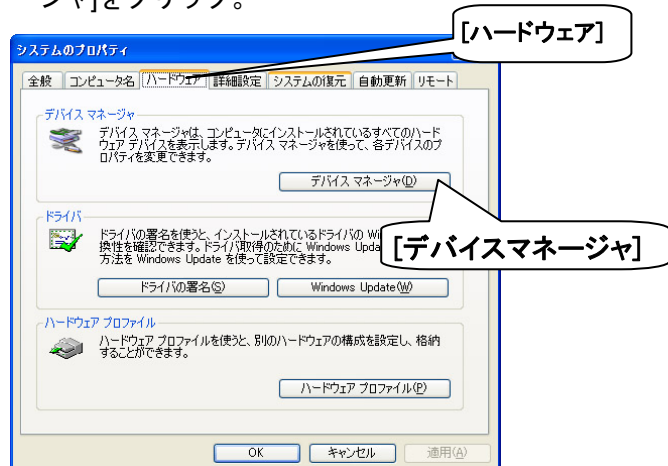 ジャ]をクリック。
[ハードウェア]
システムのプロパティ
全般 コンピュータ名 ハードウェア 詳細設定 システムの復元 自動更新 リモート
デバイス マネージャ
デバイス マネージャは、コンピュータにインストールされているすべてのハード
ウェア デバイスを表示します。デバイス マネージャを使って、各デバイスのプ
ロパティを変更できます。
デバイス マネージャ(D)
ドライバ
ドライバの署名を使うと、インストールされているドライバの Wi
換性を確認できます。ドライバ取得のために Windows Upda
方法を Windows Update を使って設定できます。
[デバイスマネージャ]
ドライバの署名(S) Windows Update(W)
ハードウェア プロファイル
ハードウェア プロファイルを使うと、別のハードウェアの構成を設定し、格納
することができます。
ハードウェア プロファイル(P)
OK キャンセル 適用(A)